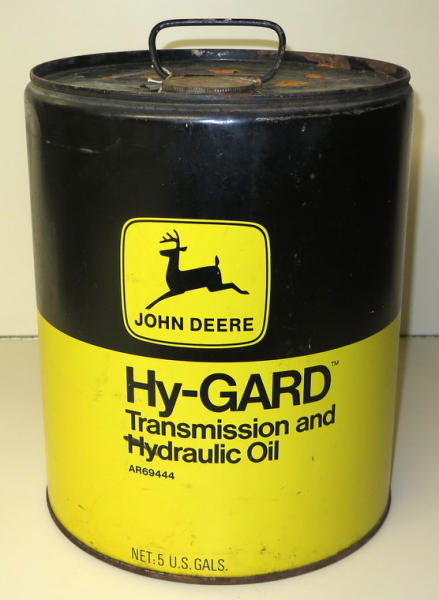 JOHN DEERE
Hy-GARD™
Transmission and
Hydraulic Oil
AR69444
NET: 5 U.S. GALS.